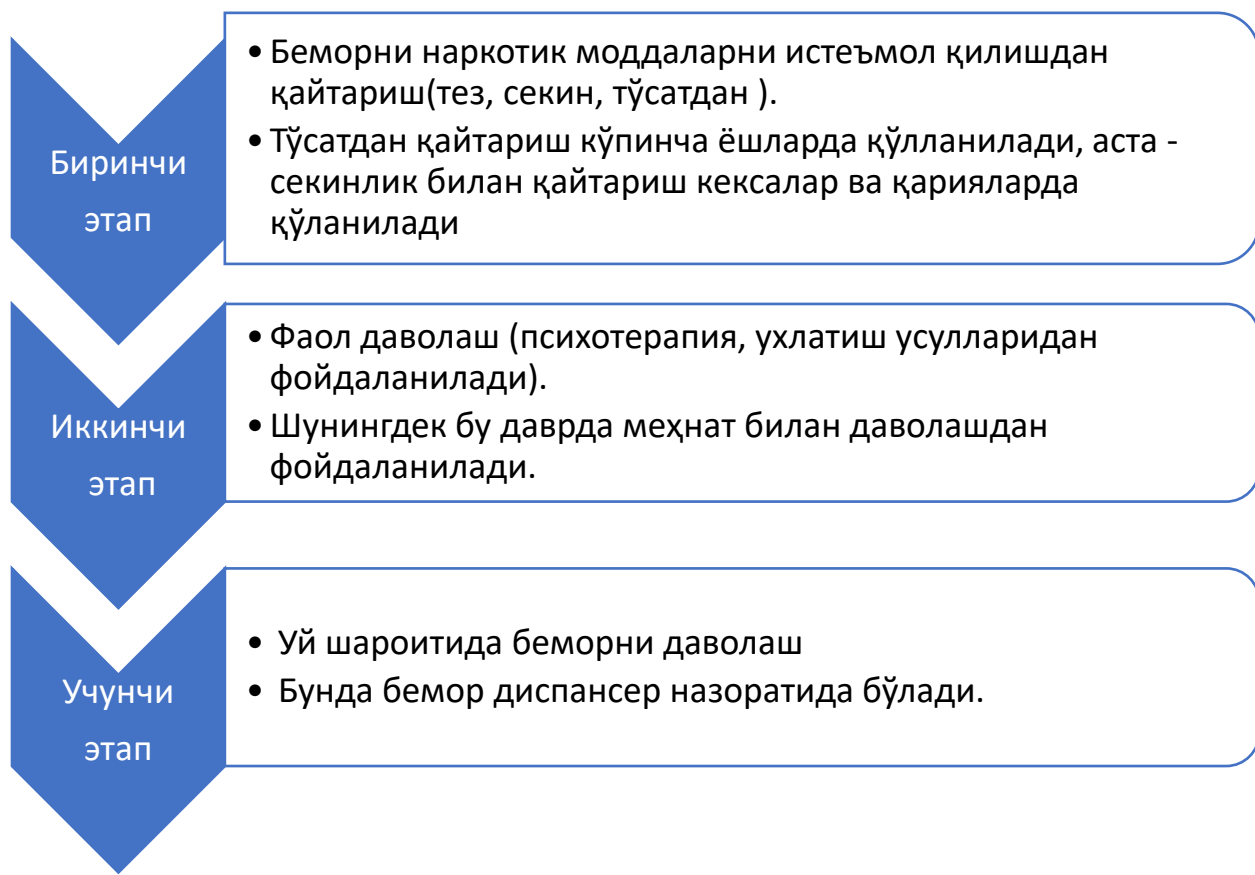 Биринчи
этап
• Беморни наркотик моддаларни истеъмол қилишдан
қайтариш(тез, секин, тўсатдан ).
• Тўсатдан қайтариш кўпинча ёшларда қўлланилади, аста -
секинлик билан қайтариш кексалар ва қарияларда
қўланилади
Иккинчи
этап
• Фаол даволаш (психотерапия, ухлатиш усулларидан
фойдаланилади).
• Шунингдек бу даврда меҳнат билан даволашдан
фойдаланилади.
Учунчи
этап
• Уй шароитида беморни даволаш
• Бунда бемор диспансер назоратида бўлади.